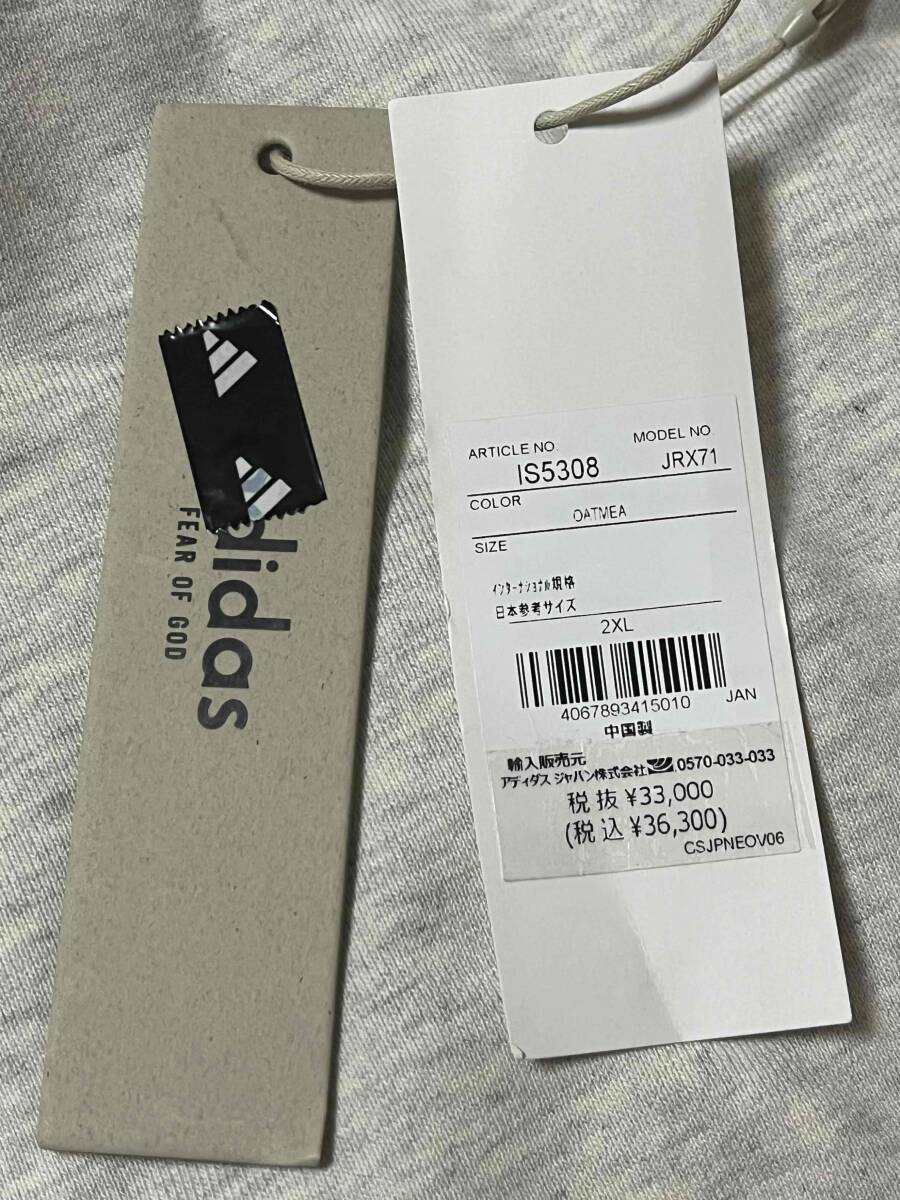 adidas
FEAR OF GOD
ARTICLE NO. MODEL NO.
IS5308 JRX71
COLOR
OATMEA
SIZE
インターナショナル規格
日本参考サイズ
2XL
4067893415010 JAN
中国製
輸入販売元
アディダス ジャパン株式会社 0570-033-033
税抜 ¥33,000
(税込 ¥36,300)
CSJPNEOV06